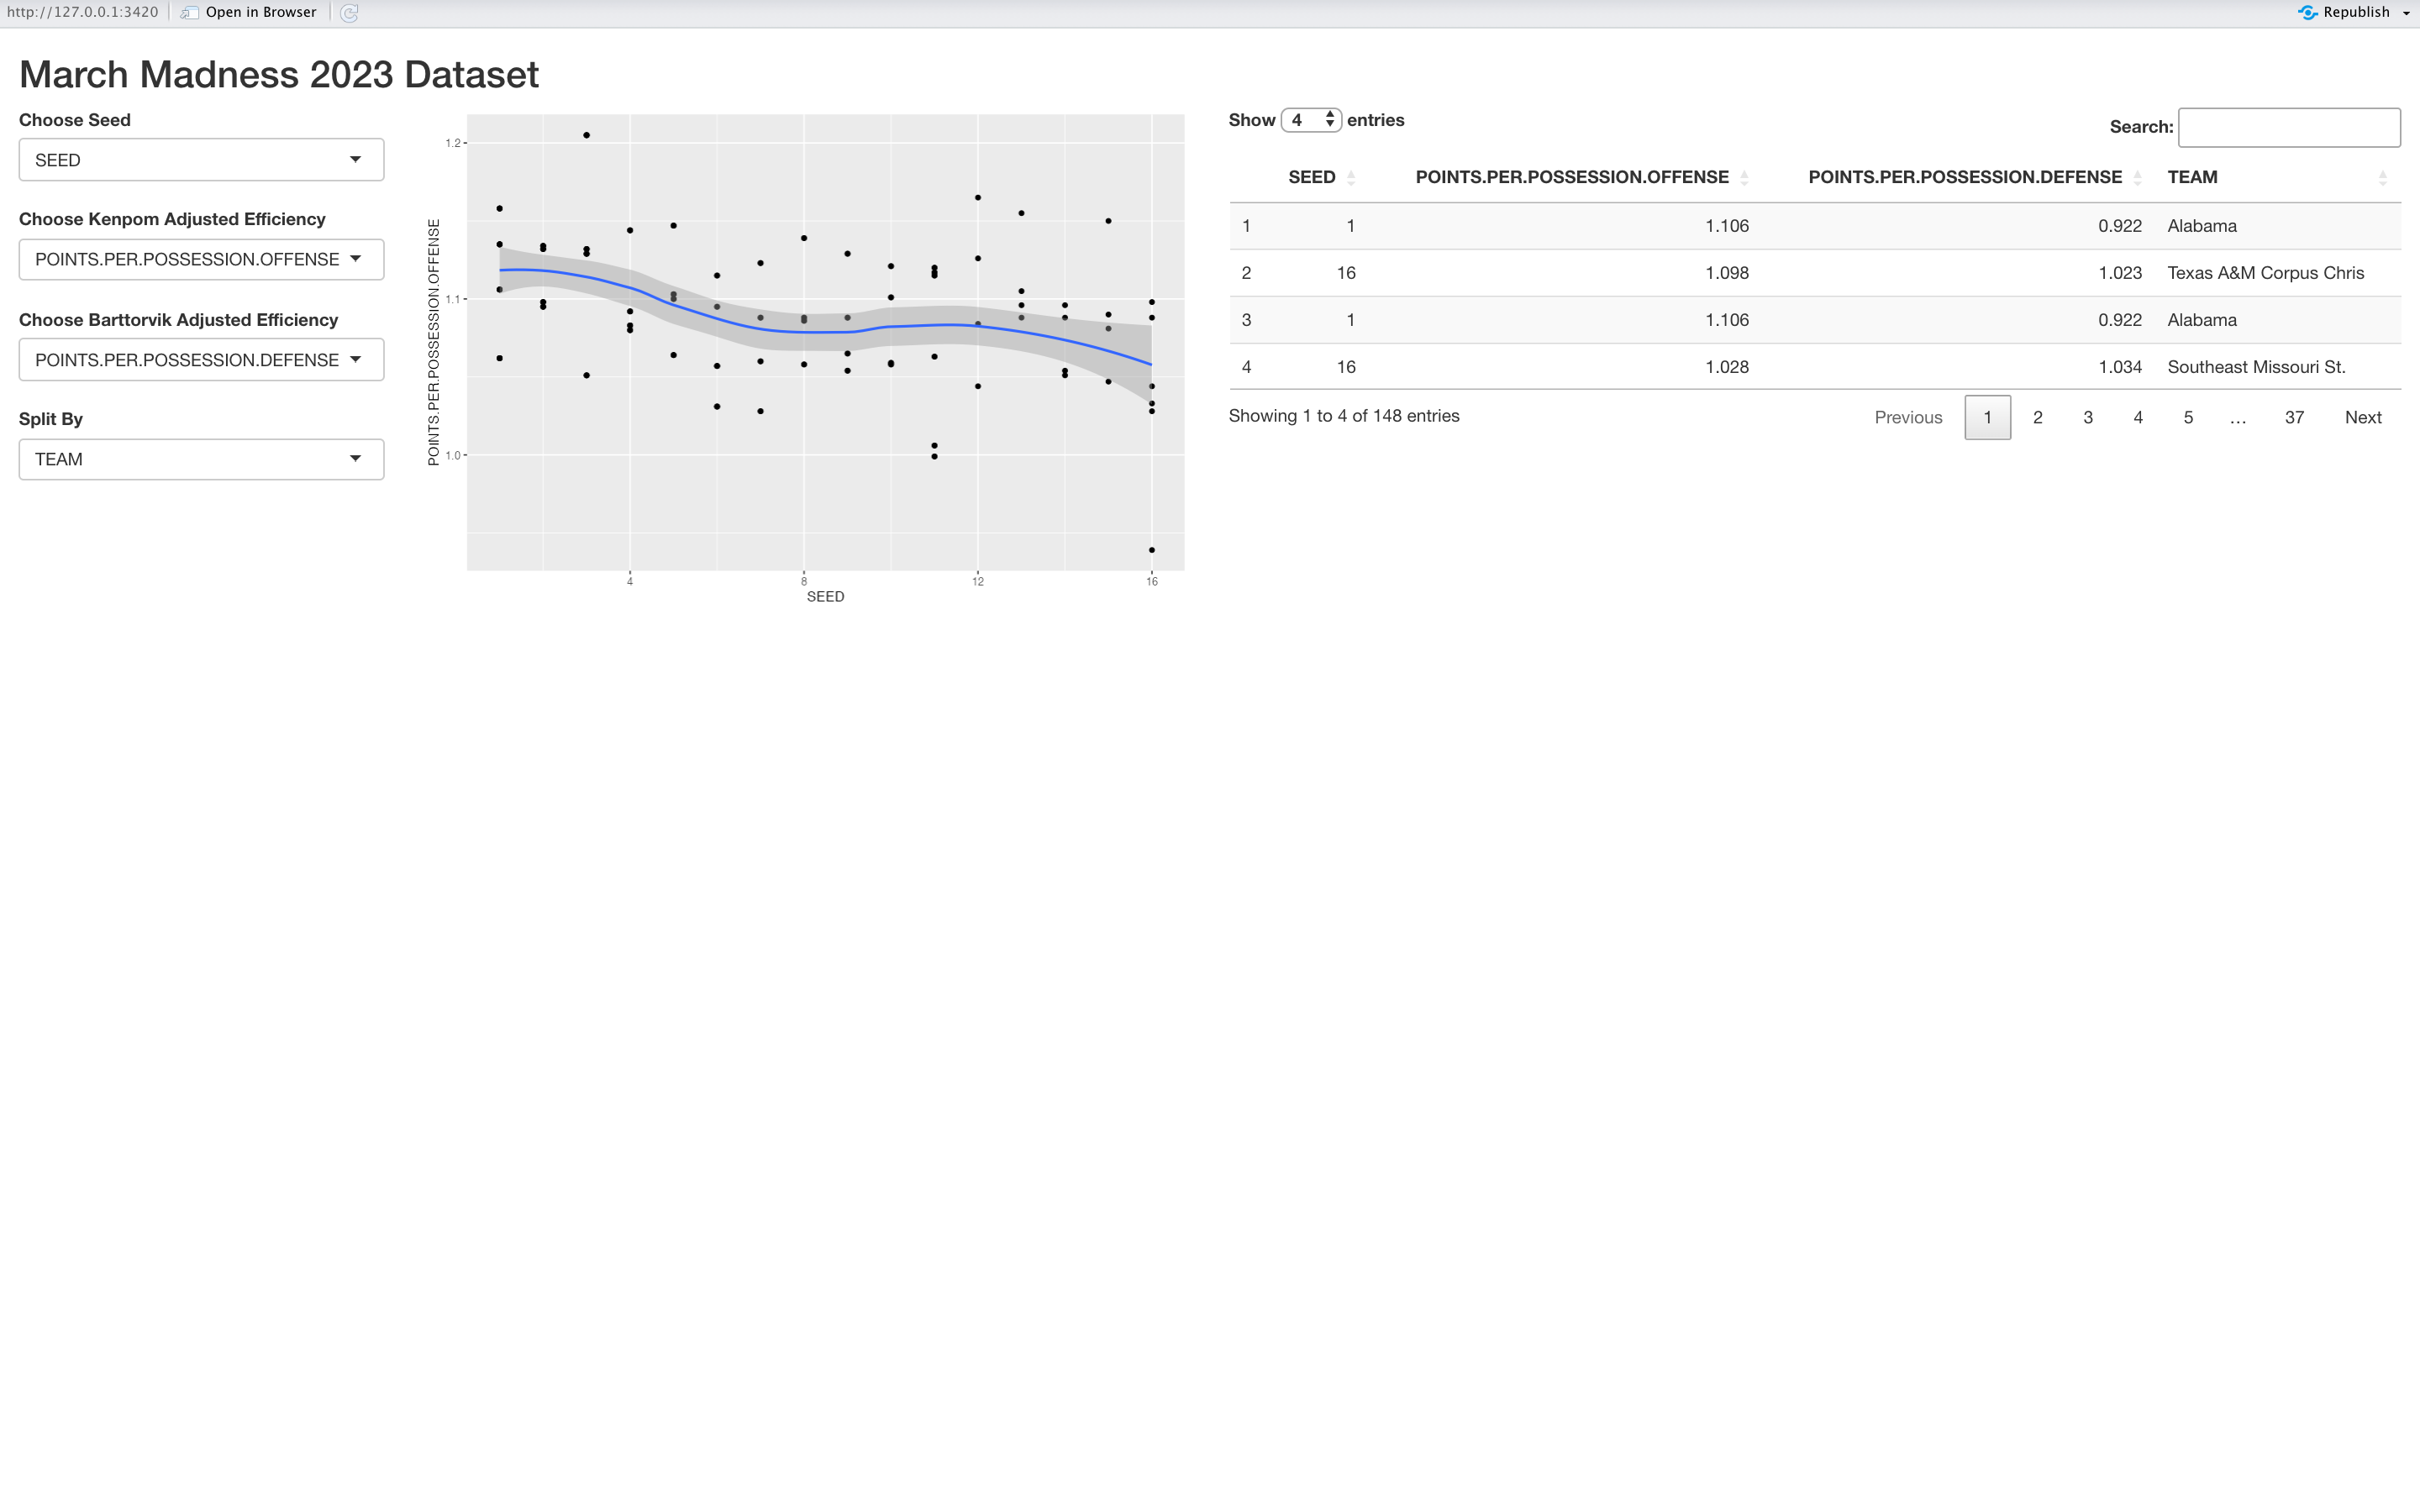 http://127.0.0.1:3420 Open in Browser Republish
March Madness 2023 Dataset
Choose Seed
SEED
Choose Kenpom Adjusted Efficiency
POINTS.PER.POSSESSION.OFFENSE
Choose Barttorvik Adjusted Efficiency
POINTS.PER.POSSESSION.DEFENSE
Split By
TEAM
POINTS.PER.POSSESSION.OFFENSE
1.2
1.1
1.0
4 8 12 16
SEED
Show 4 entries
Search:
SEED POINTS.PER.POSSESSION.OFFENSE POINTS.PER.POSSESSION.DEFENSE TEAM
1 1 1.106 0.922 Alabama
2 16 1.098 1.023 Texas A&M Corpus Chris
3 1 1.106 0.922 Alabama
4 16 1.028 1.034 Southeast Missouri St.
Showing 1 to 4 of 148 entries
Previous 1 2 3 4 5 … 37 Next